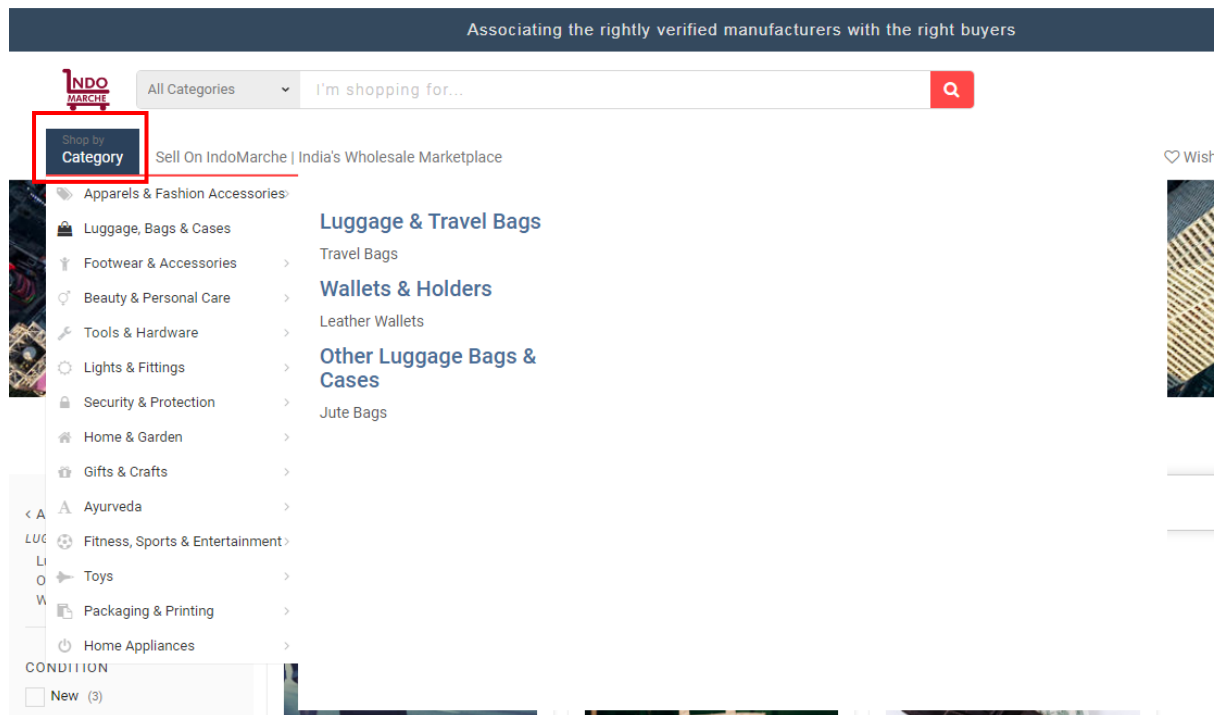 Associating the rightly verified manufacturers with the right buyers
INDO
MARCHE
All Categories
I'm shopping for...
Shop by
Category
Sell On IndoMarche | India's Wholesale Marketplace
Wish
Apparels & Fashion Accessories
Luggage, Bags & Cases
Footwear & Accessories
Beauty & Personal Care
Tools & Hardware
Lights & Fittings
Security & Protection
Home & Garden
Gifts & Crafts
Ayurveda
Fitness, Sports & Entertainment
Toys
Packaging & Printing
Home Appliances
Luggage & Travel Bags
Travel Bags
Wallets & Holders
Leather Wallets
Other Luggage Bags &
Cases
Jute Bags
< A
LUG
O
W
CONDITION
New (3)